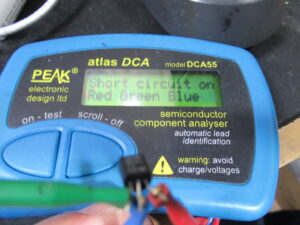 atlas DCA model DCA55
PEAK®
electronic
design ltd
Short circuit on
Red Green Blue
on - test scroll - off
semiconductor
component analyser
automatic lead
identification
warning: avoid
charge/voltages